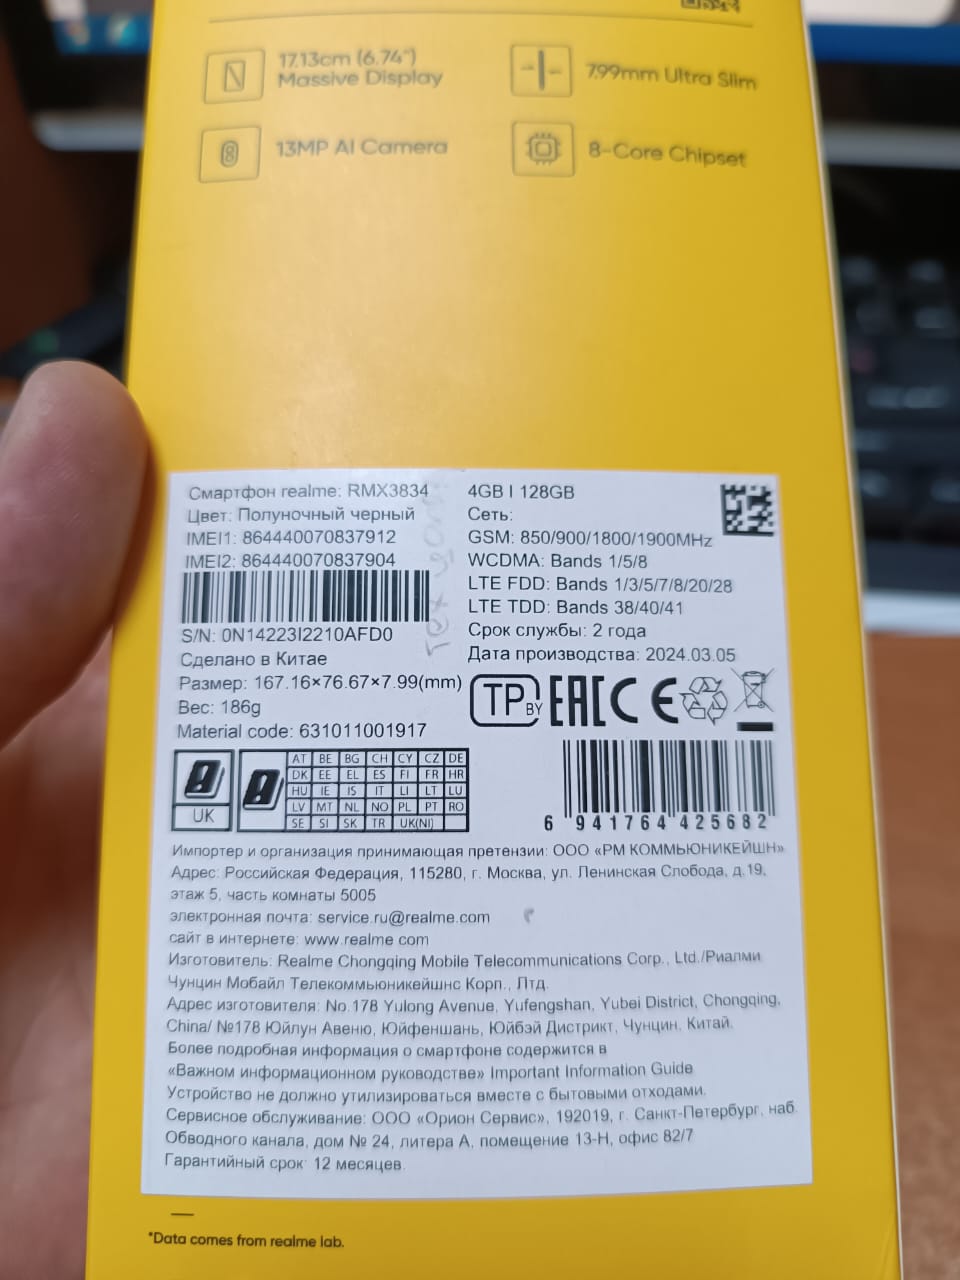 17.13cm (6.74")
Massive Display
7.99mm Ultra Slim
13MP AI Camera
8-Core Chipset
Смартфон realme: RMX3834
Цвет: Полуночный черный
IMEI1: 864440070837912
IMEI2: 864440070837904
S/N: 0N14223I2210AFD0
Сделано в Китае
Размер: 167.16×76.67×7.99(mm)
Вес: 186g
Material code: 631011001917
4GB | 128GB
Сеть:
GSM: 850/900/1800/1900MHz
WCDMA: Bands 1/5/8
LTE FDD: Bands 1/3/5/7/8/20/28
LTE TDD: Bands 38/40/41
Срок службы: 2 года
Дата производства: 2024.03.05
TP BY EAC CE
UK
AT BE BG CH CY CZ DE
DK EE EL ES FI FR HR
HU IE IS IT LI LT LU
LV MT NL NO PL PT RO
SE SI SK TR UK(NI)
6 941764 425682
Импортер и организация принимающая претензии: ООО «РМ КОММЬЮНИКЕЙШН»
Адрес: Российская Федерация, 115280, г. Москва, ул. Ленинская Слобода, д.19,
этаж 5, часть комнаты 5005
электронная почта: service.ru@realme.com
сайт в интернете: www.realme com
Изготовитель: Realme Chongqing Mobile Telecommunications Corp., Ltd./Риалми
Чунцин Мобайл Телекоммьюникейшнс Корп., Лтд.
Адрес изготовителя: No.178 Yulong Avenue, Yufengshan, Yubei District, Chongqing,
China/ №178 Юйлун Авеню, Юйфеншань, Юйбэй Дистрикт, Чунцин, Китай.
Более подробная информация о смартфоне содержится в
«Важном информационном руководстве» Important Information Guide
Устройство не должно утилизироваться вместе с бытовыми отходами.
Сервисное обслуживание: ООО «Орион Сервис», 192019, г. Санкт-Петербург, наб.
Обводного канала, дом № 24, литера А, помещение 13-Н, офис 82/7
Гарантийный срок: 12 месяцев.
*Data comes from realme lab.